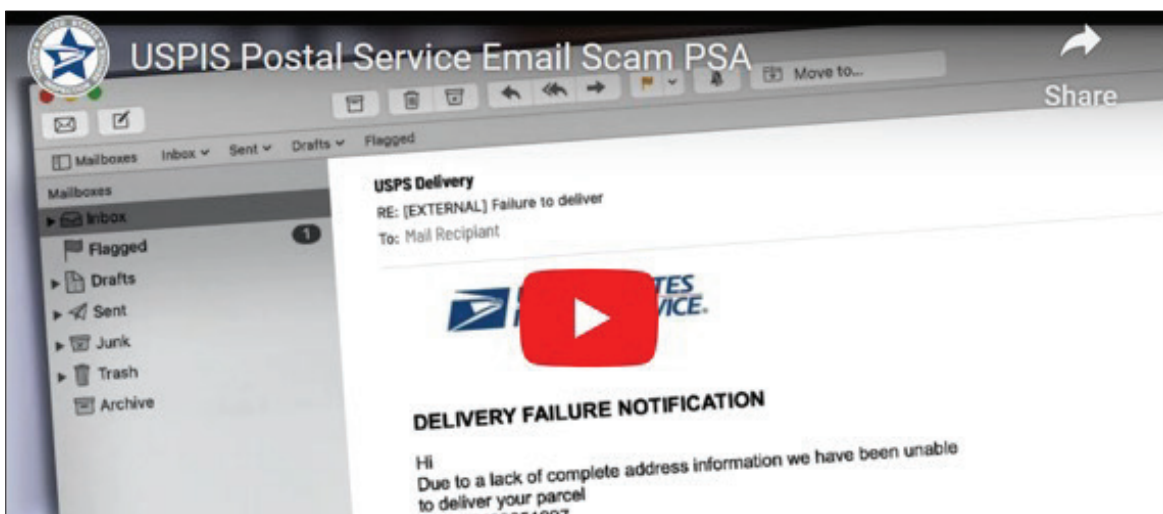 USPIS Postal Service Email Scam PSA
Share
Move to...
Mailboxes Inbox Sent Drafts Flagged
Mailboxes
Inbox
Flagged
1
Drafts
Sent
Junk
Trash
Archive
USPS Delivery
RE: [EXTERNAL] Failure to deliver
To: Mail Recipiant
DELIVERY FAILURE NOTIFICATION
Hi
Due to a lack of complete address information we have been unable
to deliver your parcel